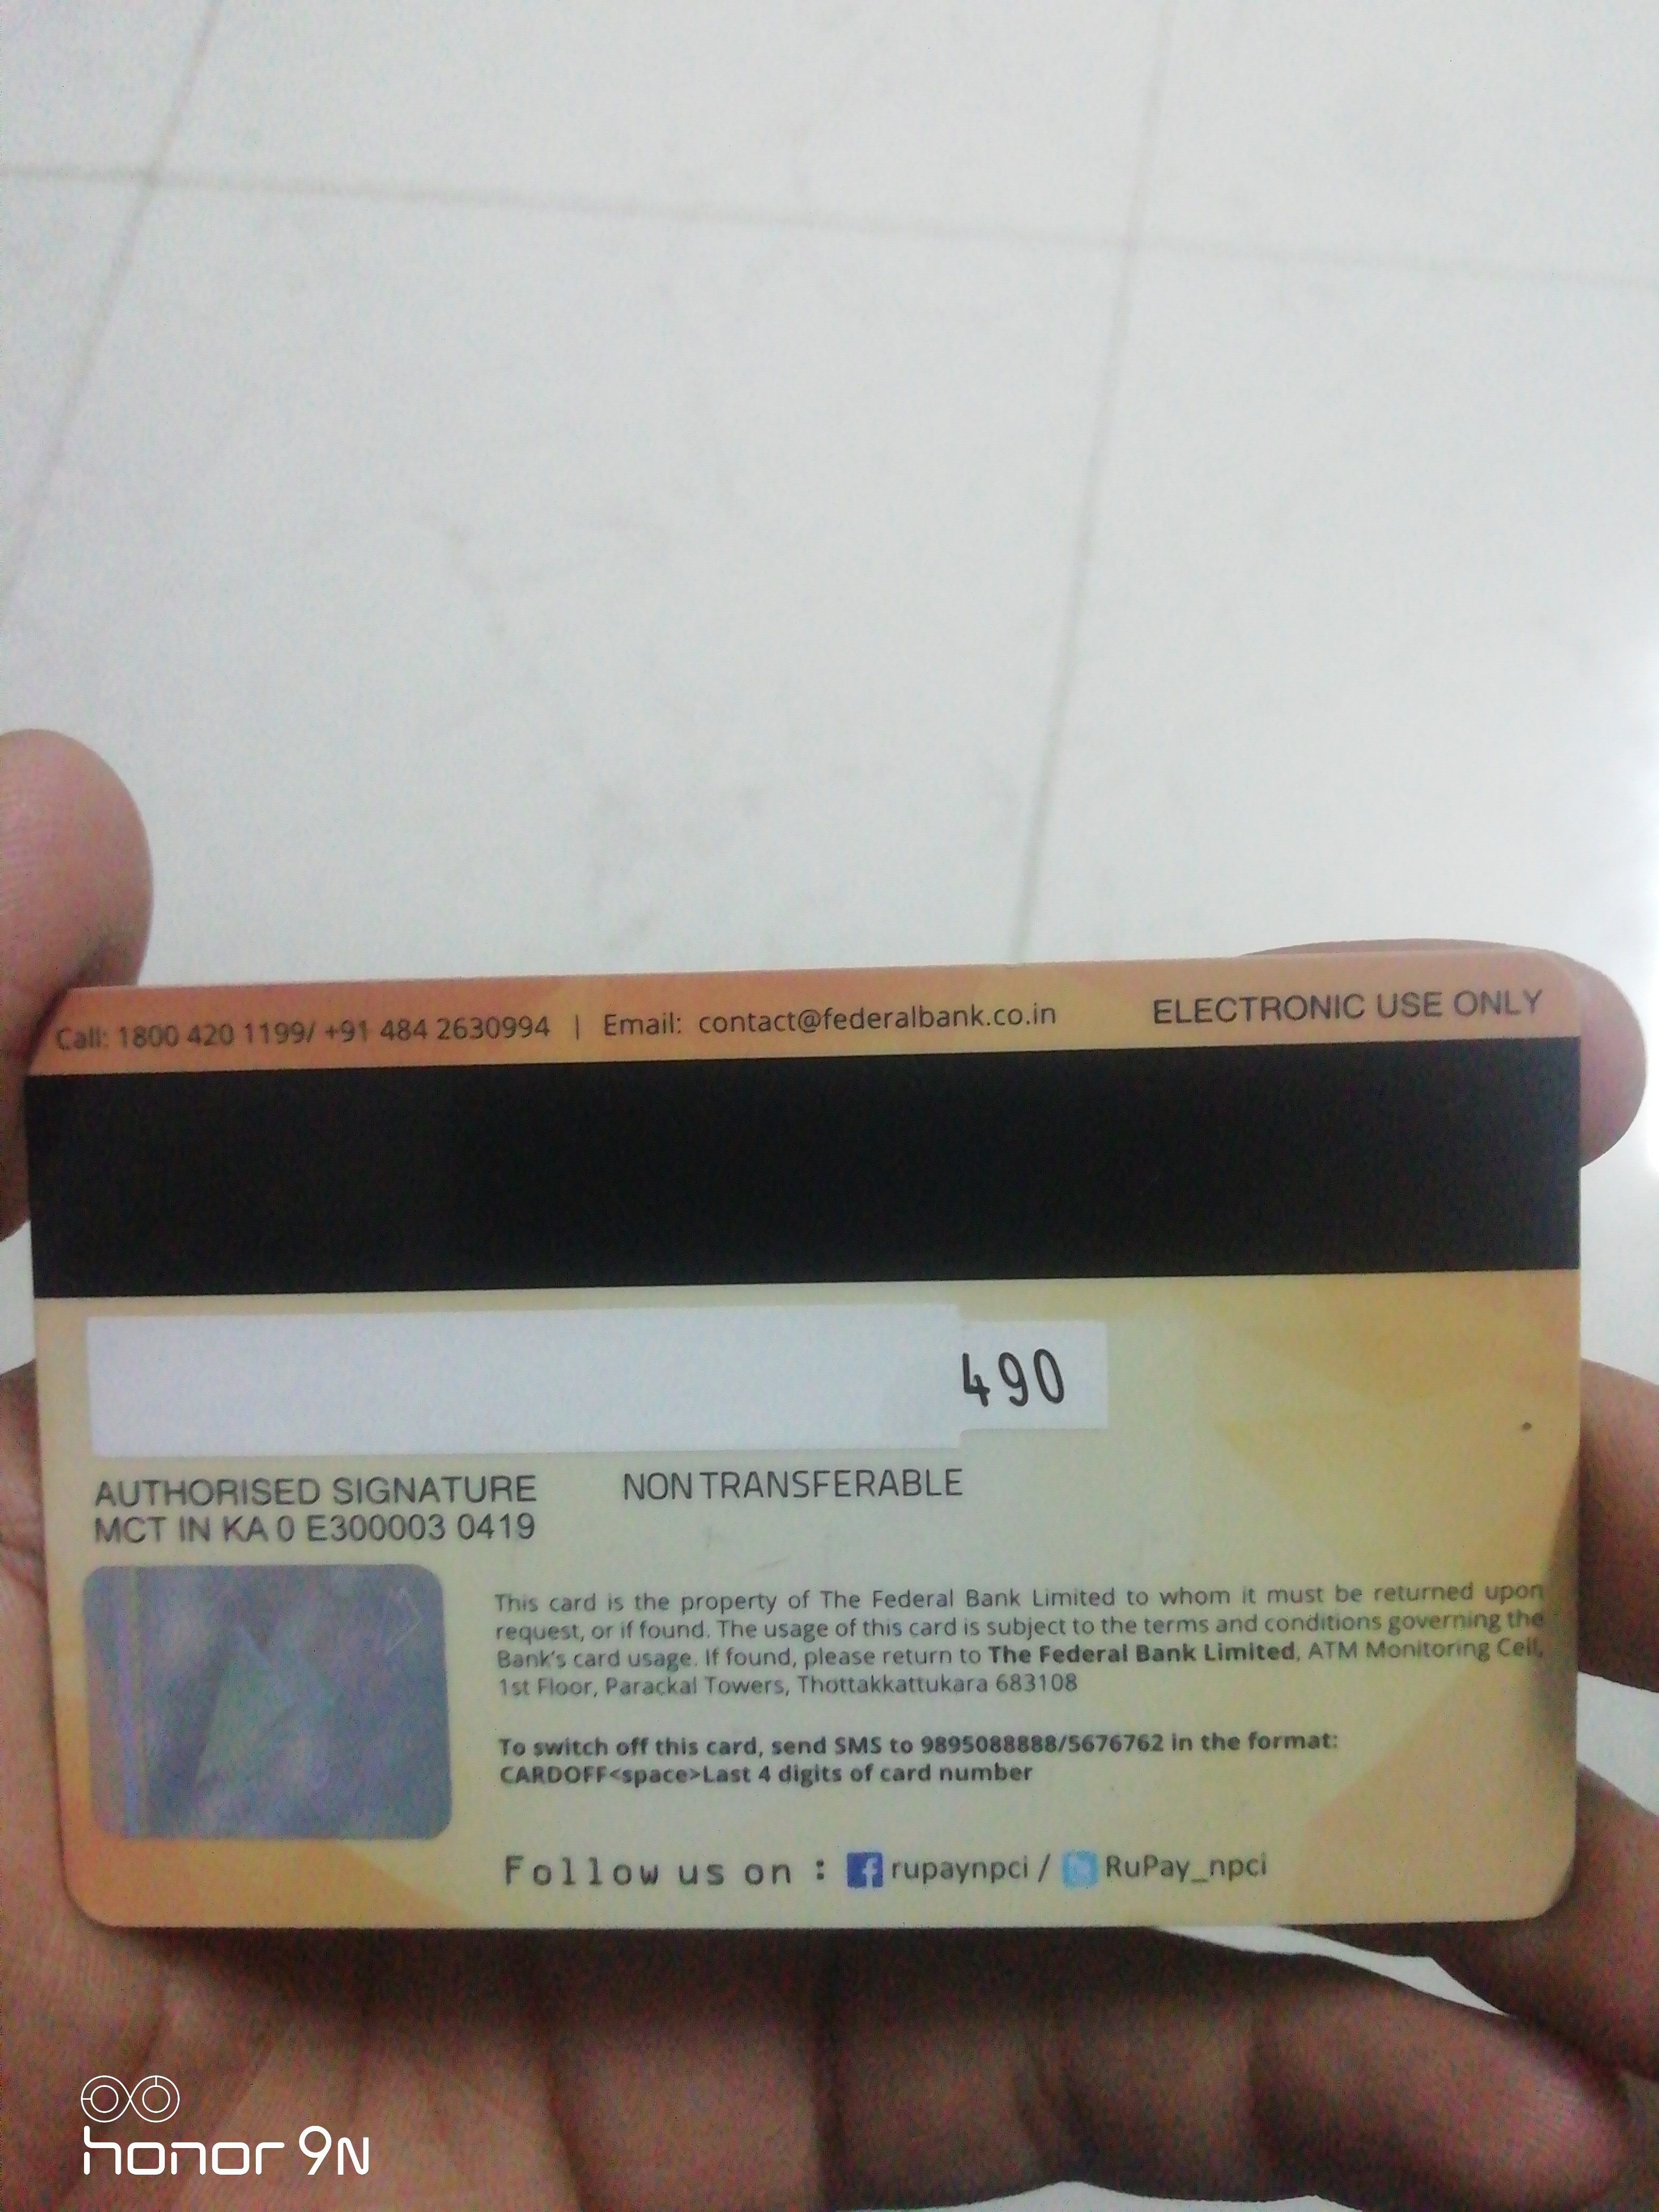 Call: 1800 420 1199/ +91 484 2630994 | Email: contact@federalbank.co.in ELECTRONIC USE ONLY
490
AUTHORISED SIGNATURE NON TRANSFERABLE
MCT IN KA 0 E300003 0419
This card is the property of The Federal Bank Limited to whom it must be returned upon
request, or if found. The usage of this card is subject to the terms and conditions governing the
Bank's card usage. If found, please return to The Federal Bank Limited, ATM Monitoring Cell,
1st Floor, Parackal Towers, Thottakkattukara 683108
To switch off this card, send SMS to 9895088888/5676762 in the format:
CARDOFF<space>Last 4 digits of card number
Follow us on : rupaynpci / RuPay_npci
honor 9N